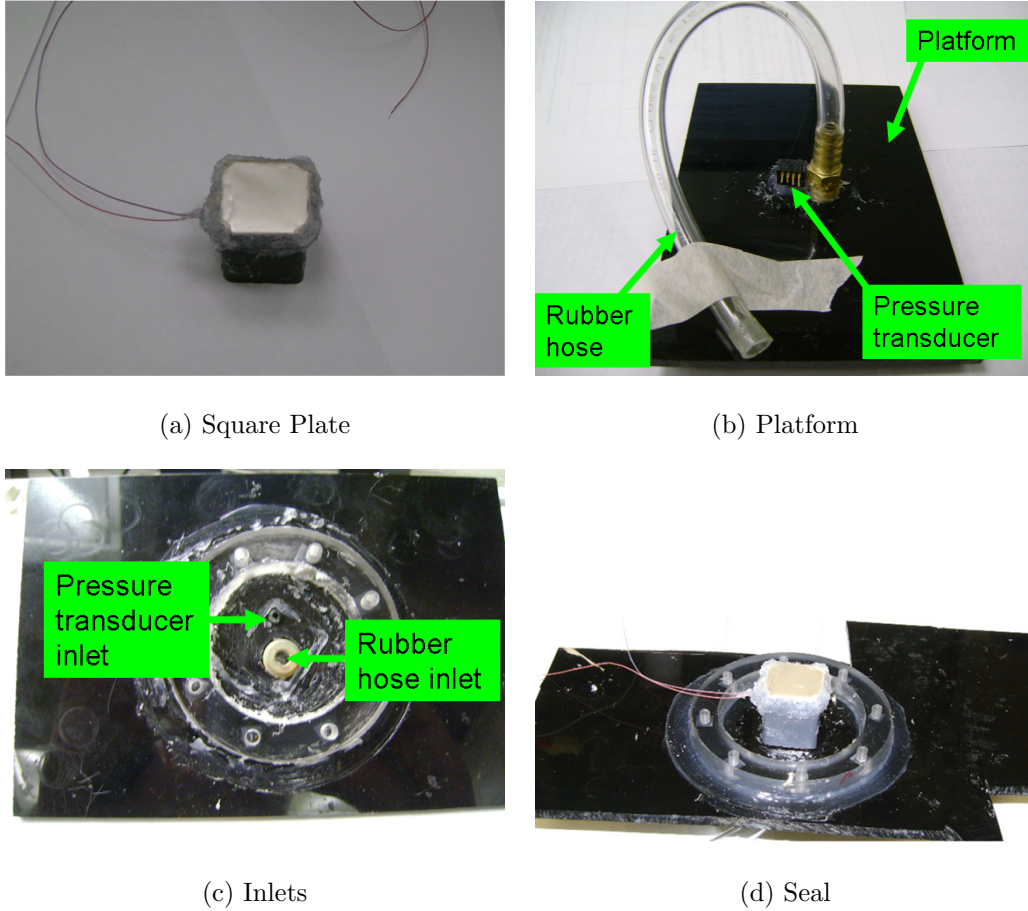 Platform
Rubber
hose
Pressure
transducer
(a) Square Plate
(b) Platform
Pressure
transducer
inlet
Rubber
hose inlet
(c) Inlets
(d) Seal